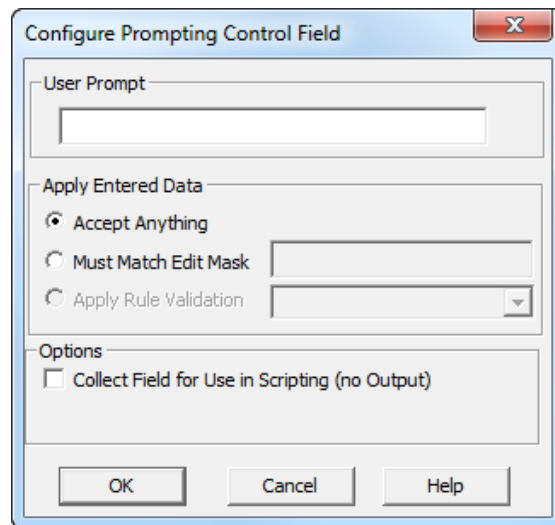 Configure Prompting Control Field
User Prompt
Apply Entered Data
Accept Anything
Must Match Edit Mask
Apply Rule Validation
Options
Collect Field for Use in Scripting (no Output)
OK Cancel Help